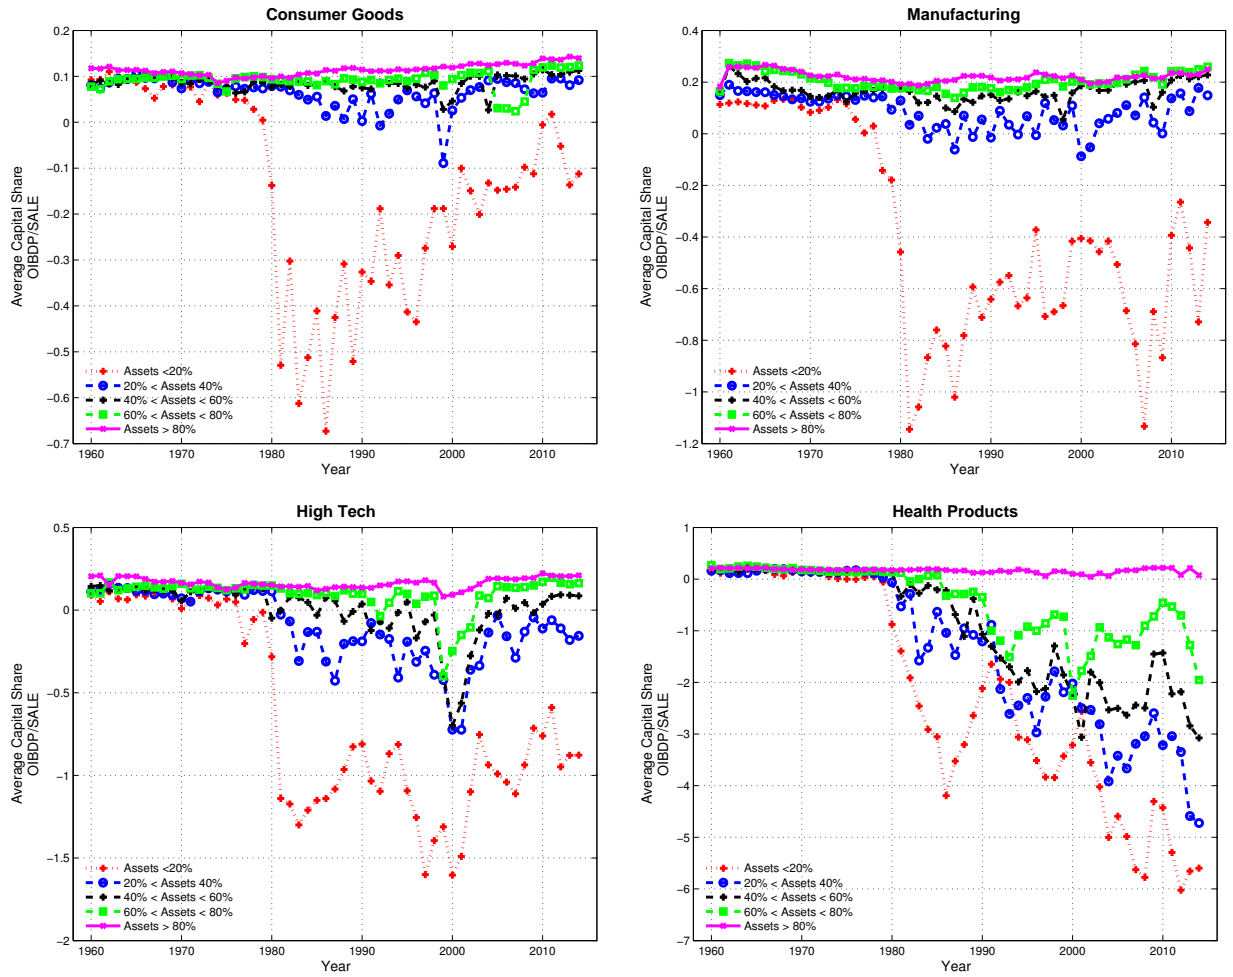 Consumer Goods
0.2
0.1
0
−0.1
−0.2
−0.3
−0.4
−0.5
−0.6
−0.7
Average Capital Share
OIBDP/SALE
Assets <20%
20% < Assets 40%
40% < Assets < 60%
60% < Assets < 80%
Assets > 80%
1960 1970 1980 1990 2000 2010
Year
Manufacturing
0.4
0.2
0
−0.2
−0.4
−0.6
−0.8
−1
−1.2
Average Capital Share
OIBDP/SALE
Assets <20%
20% < Assets 40%
40% < Assets < 60%
60% < Assets < 80%
Assets > 80%
1960 1970 1980 1990 2000 2010
Year
High Tech
0.5
0
−0.5
−1
−1.5
−2
Average Capital Share
OIBDP/SALE
Assets <20%
20% < Assets 40%
40% < Assets < 60%
60% < Assets < 80%
Assets > 80%
1960 1970 1980 1990 2000 2010
Year
Health Products
1
0
−1
−2
−3
−4
−5
−6
−7
Average Capital Share
OIBDP/SALE
Assets <20%
20% < Assets 40%
40% < Assets < 60%
60% < Assets < 80%
Assets > 80%
1960 1970 1980 1990 2000 2010
Year